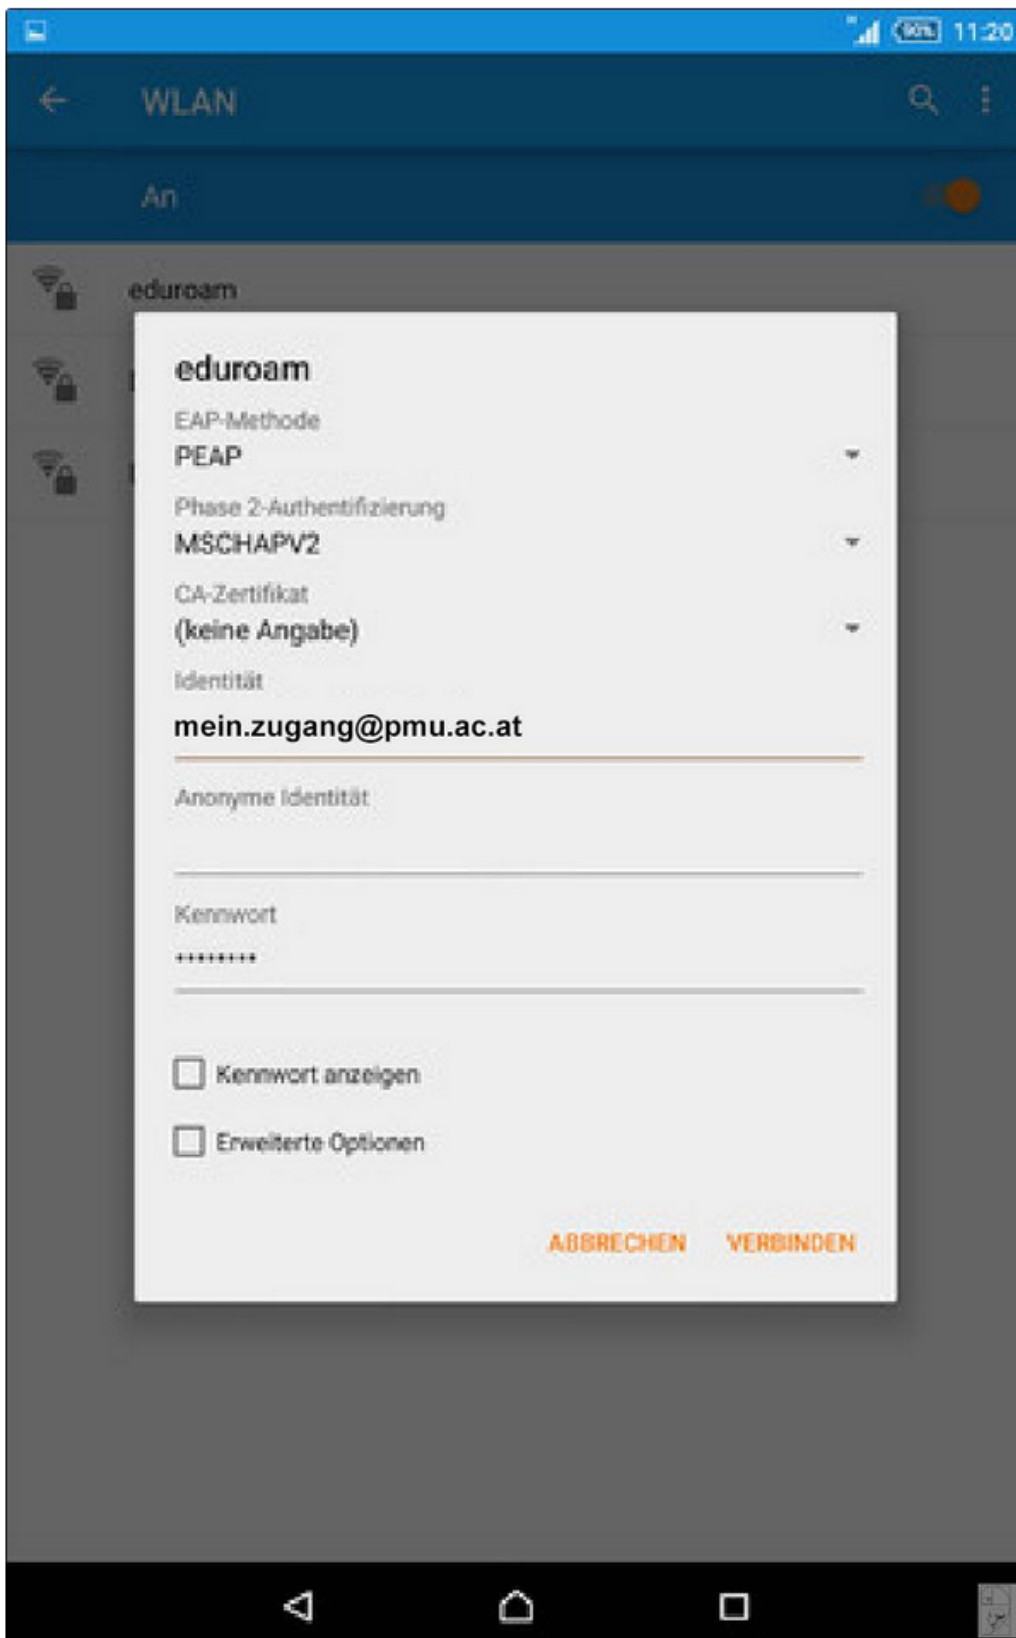 90% 11:20
WLAN
An
eduroam
eduroam
EAP-Methode
PEAP
Phase 2-Authentifizierung
MSCHAPV2
CA-Zertifikat
(keine Angabe)
Identität
mein.zugang@pmu.ac.at
Anonyme Identität
Kennwort
••••••••
Kennwort anzeigen
Erweiterte Optionen
ABBRECHEN VERBINDEN